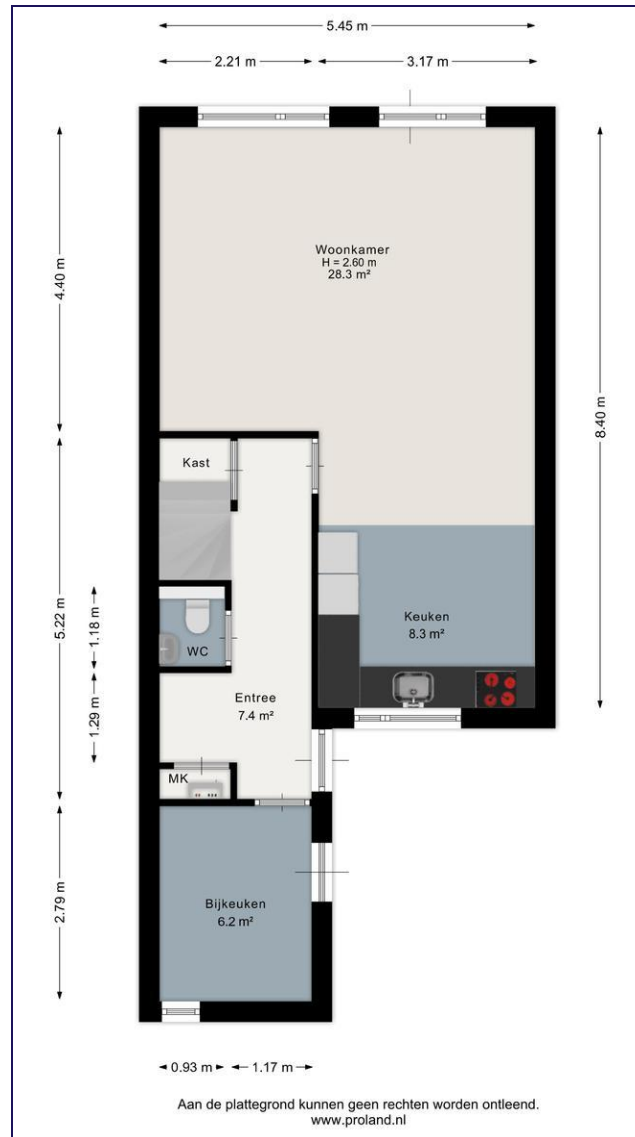 5.45 m
2.21 m
3.17 m
4.40 m
8.40 m
Woonkamer
H = 2.60 m
28.3 m²
Kast
5.22 m
1.18 m
1.29 m
WC
Keuken
8.3 m²
Entree
7.4 m²
MK
2.79 m
Bijkeuken
6.2 m²
0.93 m
1.17 m
Aan de plattegrond kunnen geen rechten worden ontleend.
www.proland.nl